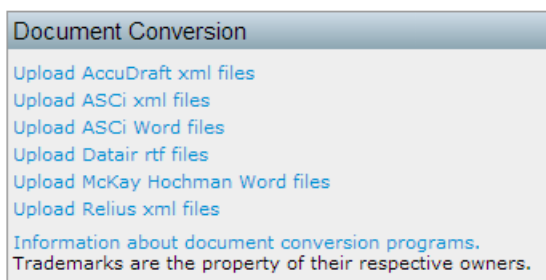 Document Conversion
Upload AccuDraft xml files
Upload ASCi xml files
Upload ASCi Word files
Upload Datair rtf files
Upload McKay Hochman Word files
Upload Relius xml files
Information about document conversion programs.
Trademarks are the property of their respective owners.